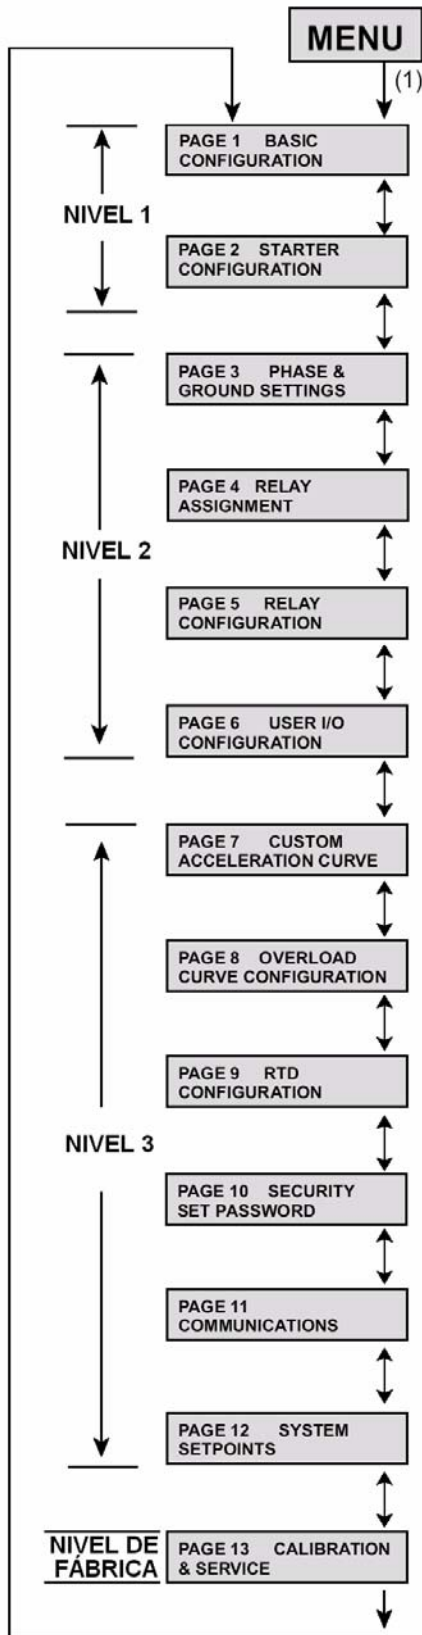 MENU
(1)
PAGE 1 BASIC
CONFIGURATION
NIVEL 1
PAGE 2 STARTER
CONFIGURATION
PAGE 3 PHASE &
GROUND SETTINGS
PAGE 4 RELAY
ASSIGNMENT
NIVEL 2
PAGE 5 RELAY
CONFIGURATION
PAGE 6 USER I/O
CONFIGURATION
PAGE 7 CUSTOM
ACCELERATION CURVE
PAGE 8 OVERLOAD
CURVE CONFIGURATION
PAGE 9 RTD
CONFIGURATION
NIVEL 3
PAGE 10 SECURITY
SET PASSWORD
PAGE 11
COMMUNICATIONS
PAGE 12 SYSTEM
SETPOINTS
NIVEL DE
FÁBRICA
PAGE 13 CALIBRATION
& SERVICE